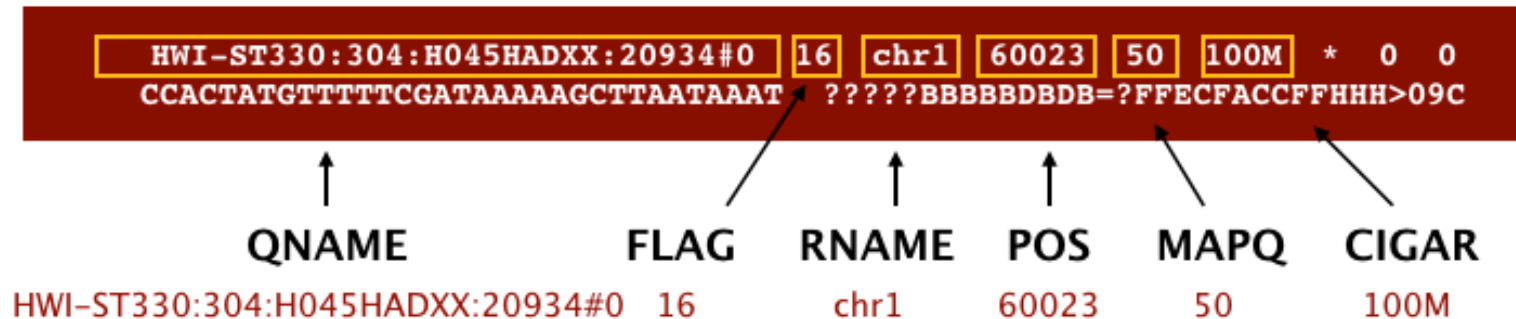 HWI-ST330:304:H045HADXX:20934#0 16 chr1 60023 50 100M * 0 0
CCACTATGTTTTTCGATAAAAAGCTTAATAAAT ?????BBBBBDBDB=?FFECFACCFFHHH>09C
QNAME FLAG RNAME POS MAPQ CIGAR
HWI-ST330:304:H045HADXX:20934#0 16 chr1 60023 50 100M